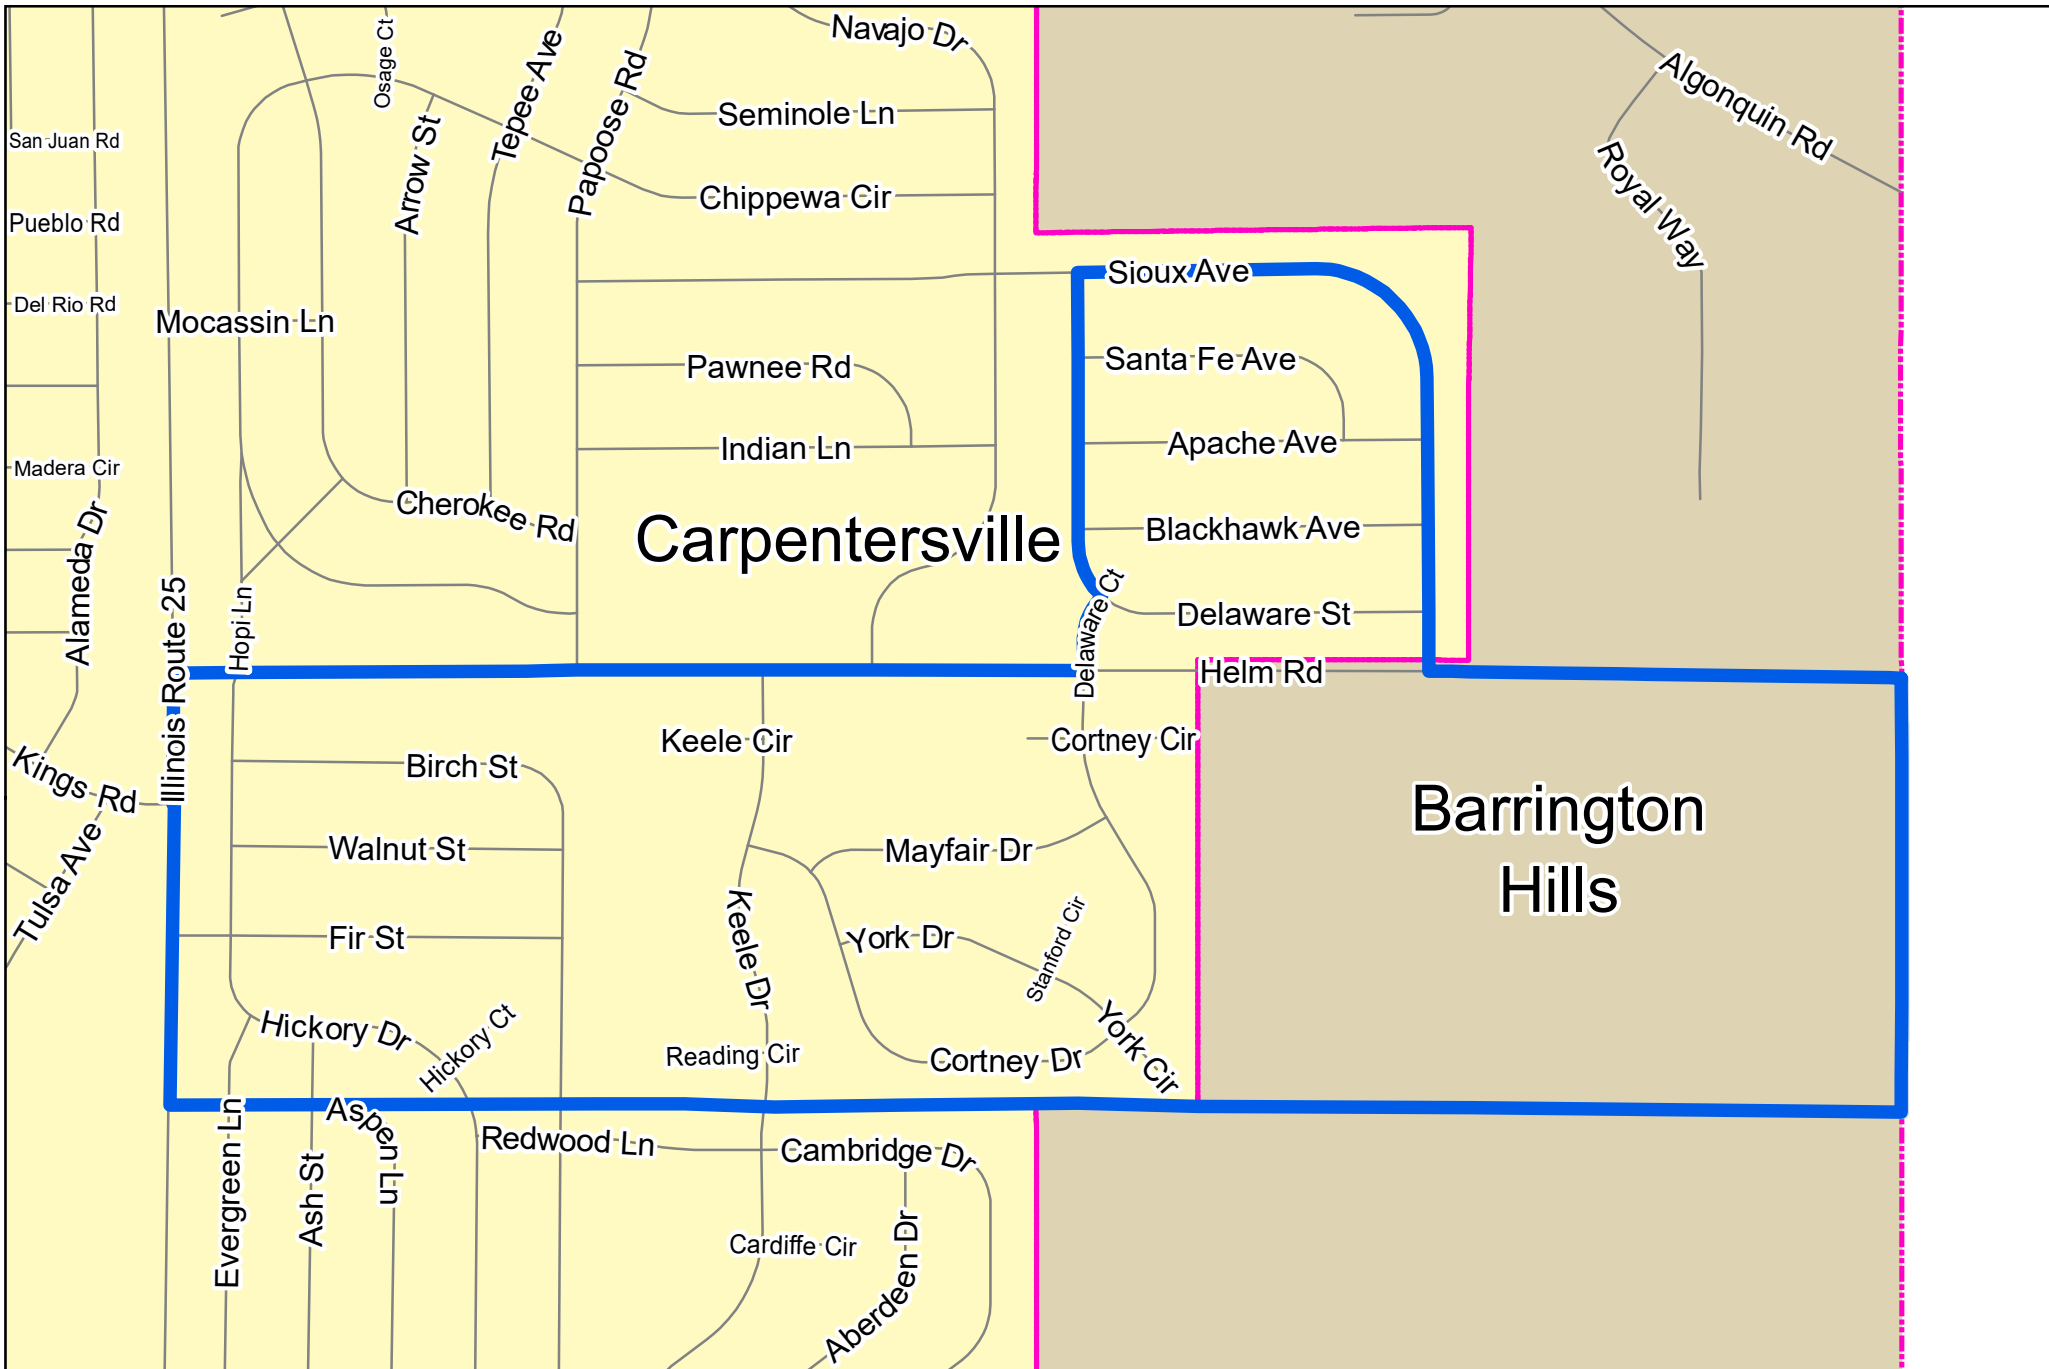 Navajo Dr
Osage Ct
Tepee Ave
Papoose Rd
Algonquin Rd
Seminole Ln
San Juan Rd
Arrow St
Chippewa Cir
Royal Way
Pueblo Rd
Sioux Ave
Del Rio Rd
Mocassin Ln
Pawnee Rd
Santa Fe Ave
Indian Ln
Apache Ave
Madera Cir
Cherokee Rd
Carpentersville
Blackhawk Ave
Alameda Dr
Hopi Ln
Delaware Ct
Delaware St
Illinois Route 25
Helm Rd
Keele Cir
Cortney Cir
Kings Rd
Birch St
Barrington
Hills
Tulsa Ave
Walnut St
Mayfair Dr
Fir St
Keele Dr
York Dr
Stanford Cir
Hickory Dr
Hickory Ct
Reading Cir
Cortney Dr
York Cir
Evergreen Ln
Ash St
Aspen Ln
Redwood Ln
Cambridge Dr
Cardiffe Cir
Aberdeen Dr